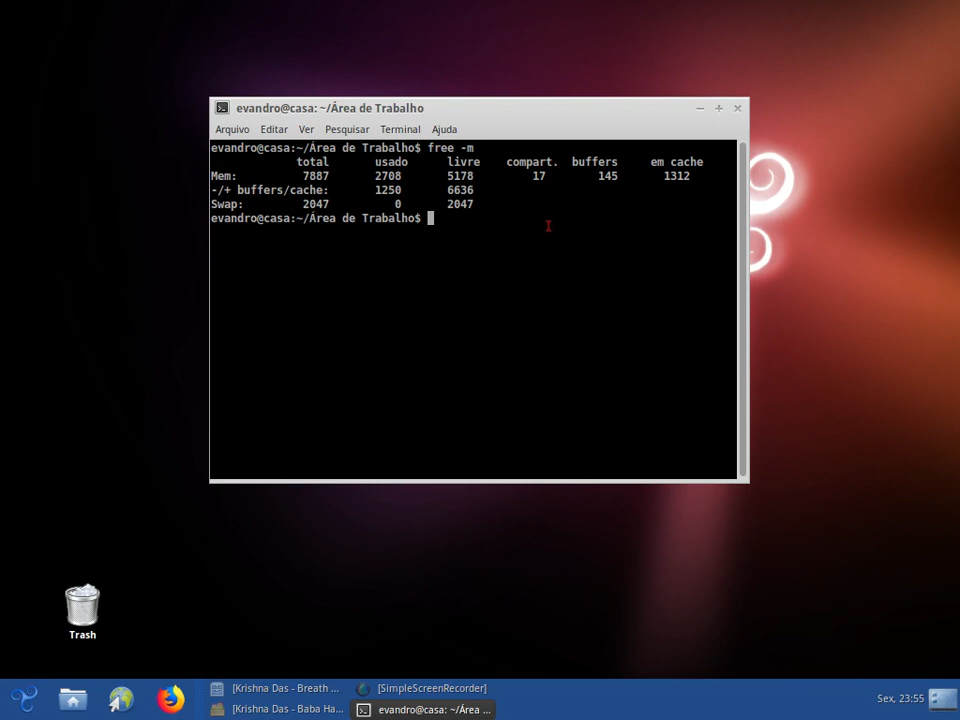 evandro@casa: ~/Área de Trabalho
Arquivo Editar Ver Pesquisar Terminal Ajuda
evandro@casa:~/Área de Trabalho$ free -m
total usado livre compart. buffers em cache
Mem: 7887 2708 5178 17 145 1312
-/+ buffers/cache: 1250 6636
Swap: 2047 0 2047
evandro@casa:~/Área de Trabalho$
Trash
[Krishna Das - Breath ... [SimpleScreenRecorder] Sex, 23:55
[Krishna Das - Baba Ha... evandro@casa: ~/Área ...